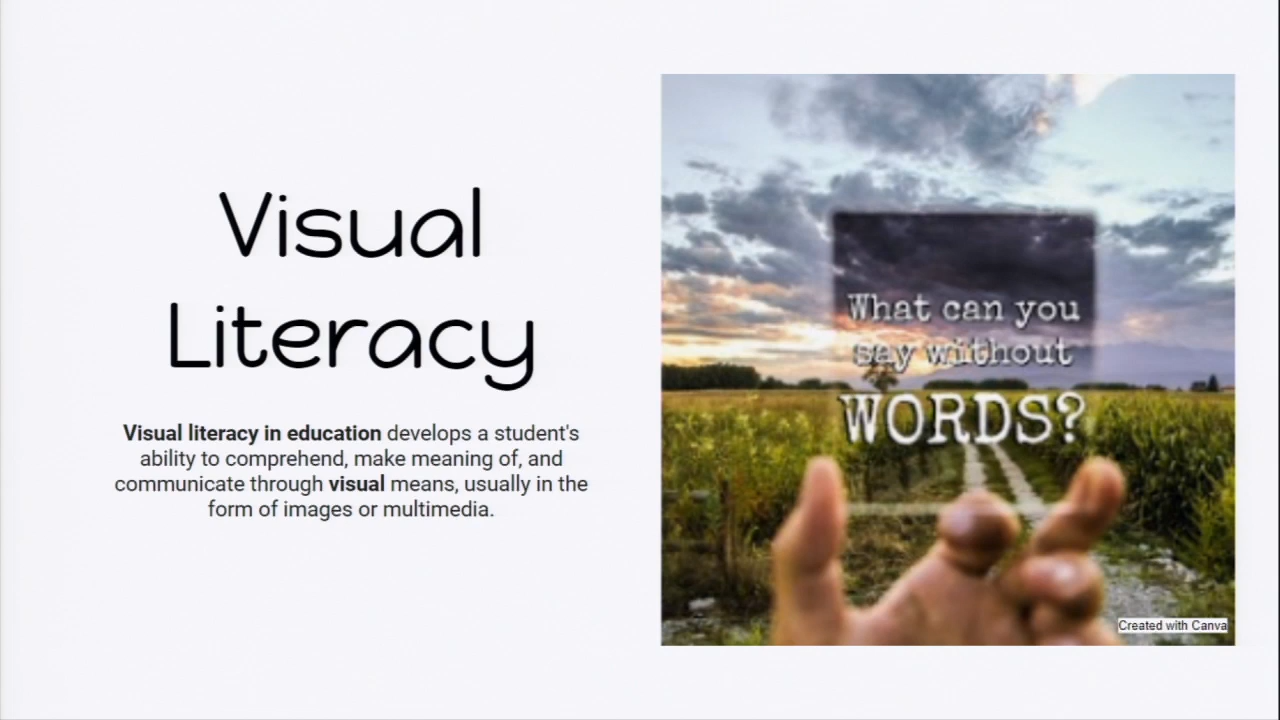 Visual
Literacy
Visual literacy in education develops a student's
ability to comprehend, make meaning of, and
communicate through visual means, usually in the
form of images or multimedia.
What can you
say without
WORDS?
Created with Canva